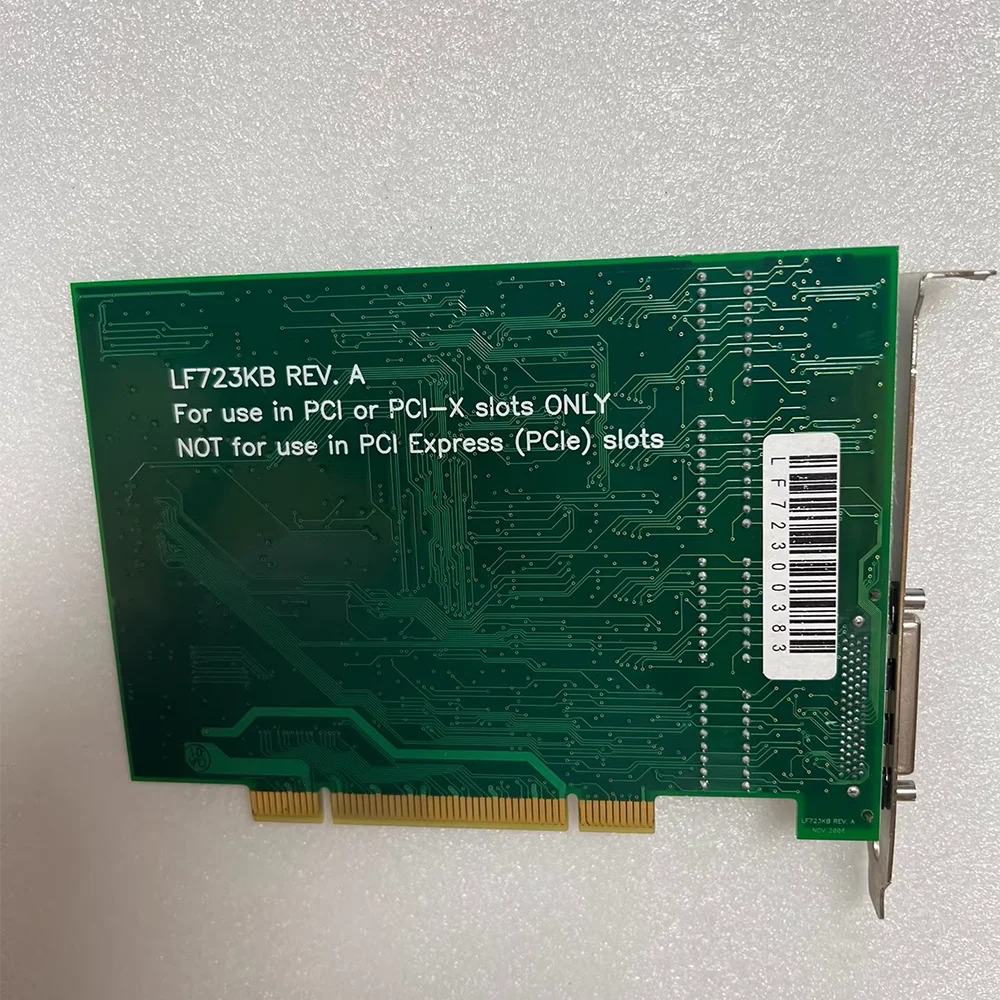 LF723KB REV. A
For use in PCI or PCI-X slots ONLY
NOT for use in PCI Express (PCIe) slots
LF72300383
LF723KB REV. A